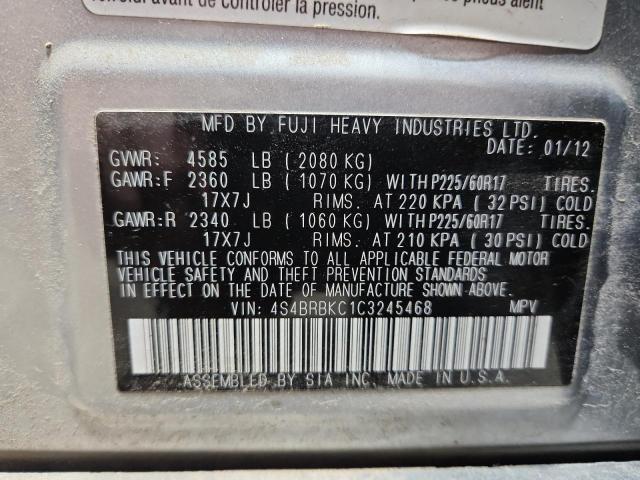 avant de contrôler la pression.
MFD BY FUJI HEAVY INDUSTRIES LTD.
DATE: 01/12
GVWR: 4585 LB ( 2080 KG)
GAWR:F 2360 LB ( 1070 KG) WITH P225/60R17 TIRES.
17X7J RIMS. AT 220 KPA ( 32 PSI) COLD
GAWR:R 2340 LB ( 1060 KG) WITH P225/60R17 TIRES.
17X7J RIMS. AT 210 KPA ( 30 PSI) COLD
THIS VEHICLE CONFORMS TO ALL APPLICABLE FEDERAL MOTOR
VEHICLE SAFETY AND THEFT PREVENTION STANDARDS
IN EFFECT ON THE DATE OF MANUFACTURE SHOWN ABOVE.
VIN: 4S4BRBKC1C3245468 MPV
ASSEMBLED BY SIA INC. MADE IN U.S.A.